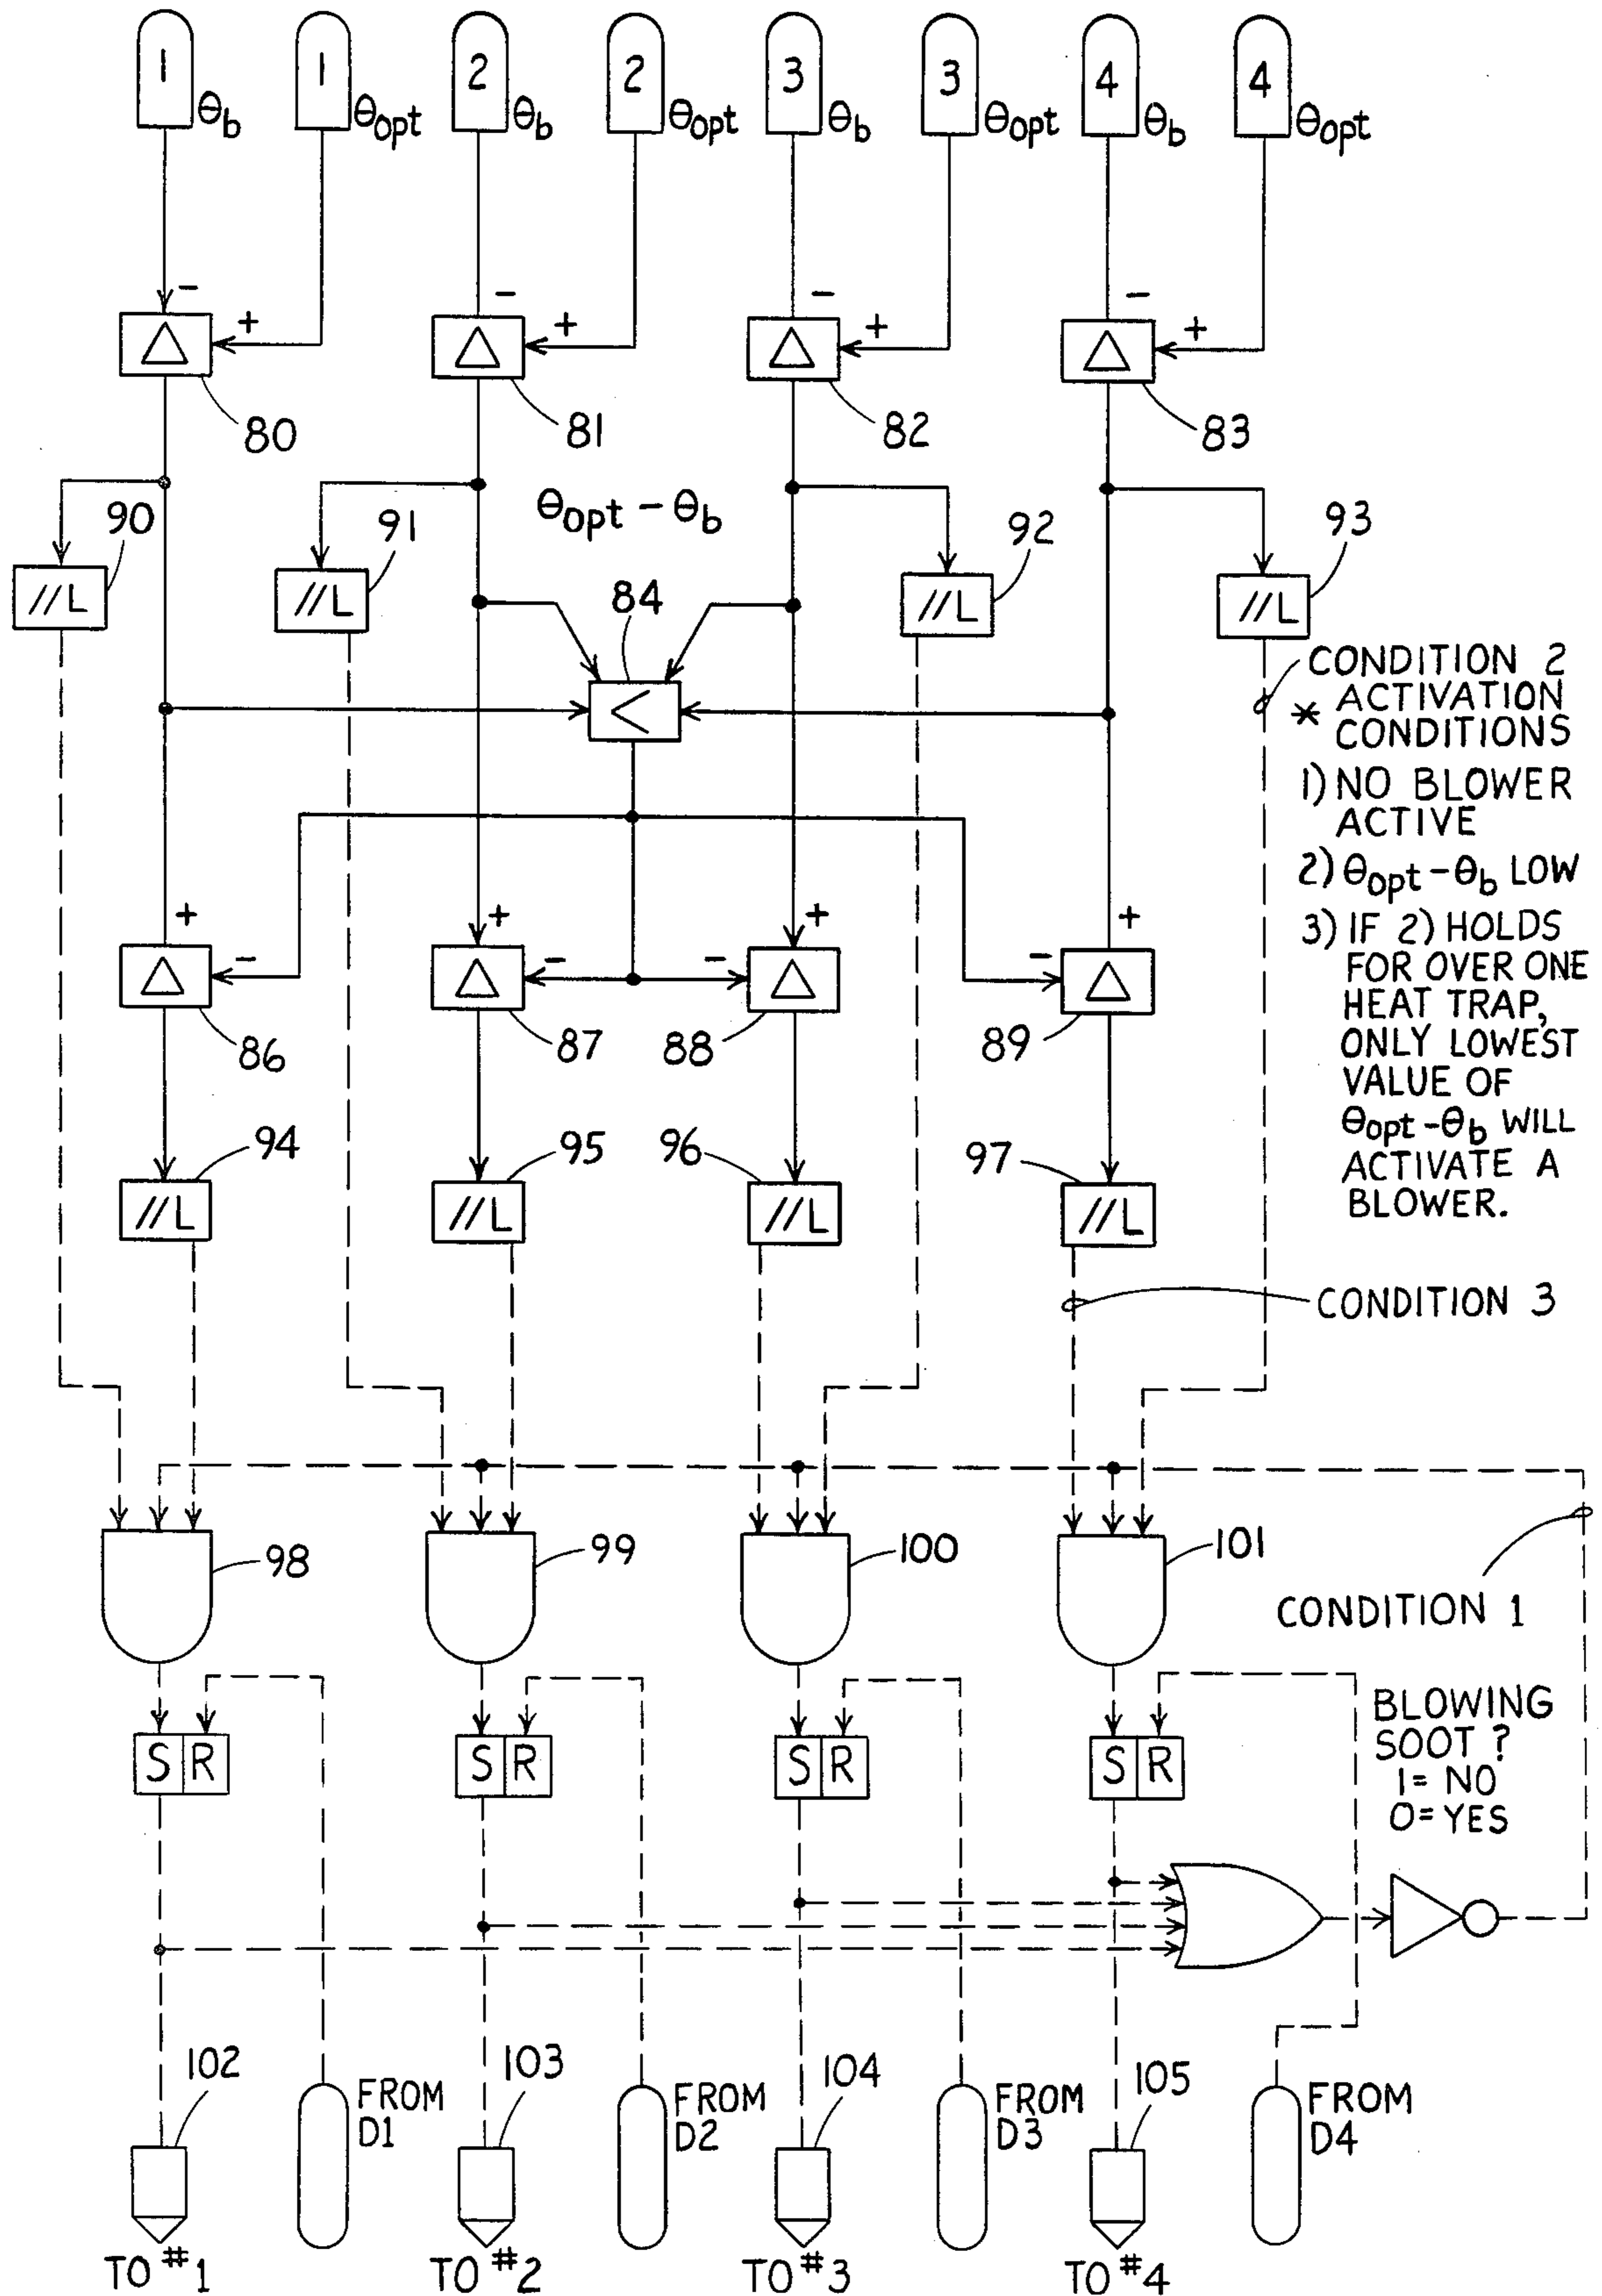 1 1 2 2 3 3 4 4
θb θopt θb θopt θb θopt θb θopt
- - - -
+ + + +
△ △ △ △
80 81 82 83
90 91 θopt - θb 92 93
//L //L //L //L
84
<
CONDITION 2
* ACTIVATION
CONDITIONS
1) NO BLOWER
ACTIVE
2) θopt - θb LOW
3) IF 2) HOLDS
FOR OVER ONE
HEAT TRAP,
ONLY LOWEST
VALUE OF
θopt - θb WILL
ACTIVATE A
BLOWER.
+ + + +
- - - -
△ △ △ △
86 87 88 89
94 95 96 97
//L //L //L //L
CONDITION 3
98 99 100 101
CONDITION 1
S R S R S R S R
BLOWING
SOOT ?
1= NO
0= YES
102 103 104 105
FROM
D1
FROM
D2
FROM
D3
FROM
D4
TO #1 TO #2 TO #3 TO #4